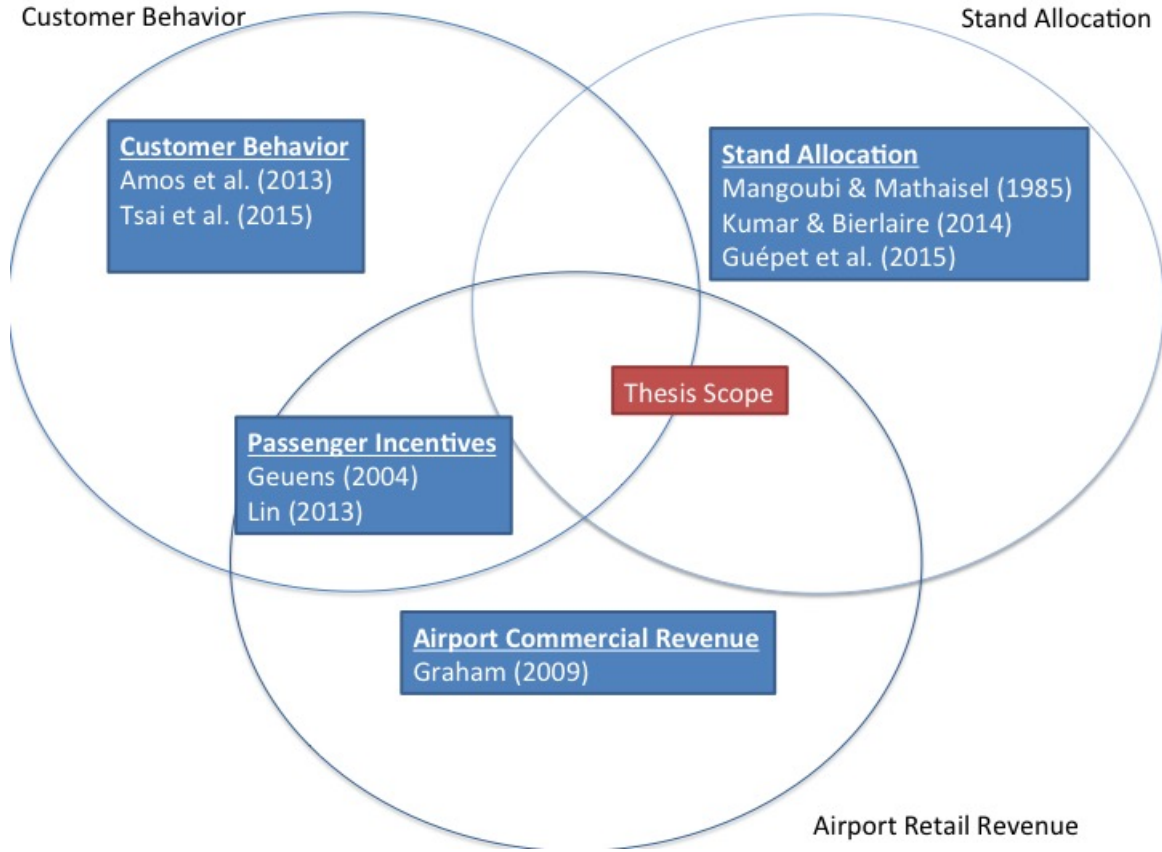 Customer Behavior
Stand Allocation
Customer Behavior
Amos et al. (2013)
Tsai et al. (2015)
Stand Allocation
Mangoubi & Mathaisel (1985)
Kumar & Bierlaire (2014)
Guépet et al. (2015)
Thesis Scope
Passenger Incentives
Geuens (2004)
Lin (2013)
Airport Commercial Revenue
Graham (2009)
Airport Retail Revenue